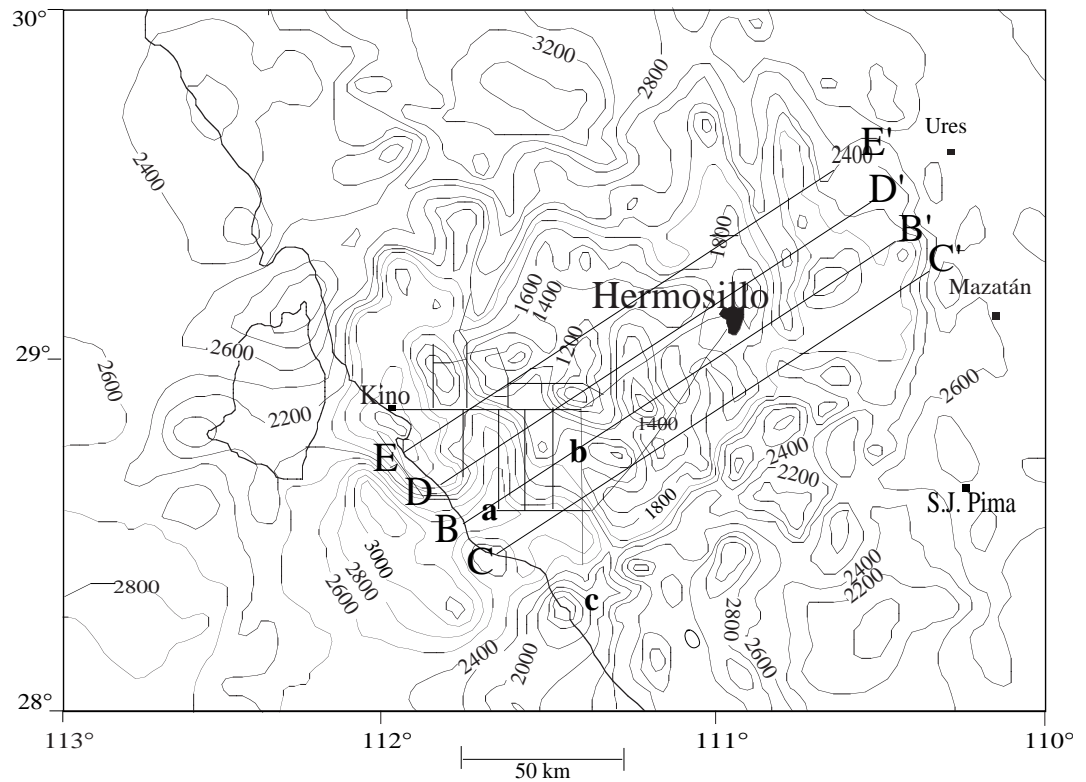 30°
3200
2800
Ures
E'
2400
2400
D'
B'
1800
C'
1600
1400
Hermosillo
Mazatán
1200
29°
2600
2600
2600
Kino
2200
1400
b
2400
E
2200
D
S.J. Pima
a
1800
B
C
3000
2400
2800
2200
2600
2800
c
2800
2600
2400
2000
28°
113°
112°
111°
110°
50 km